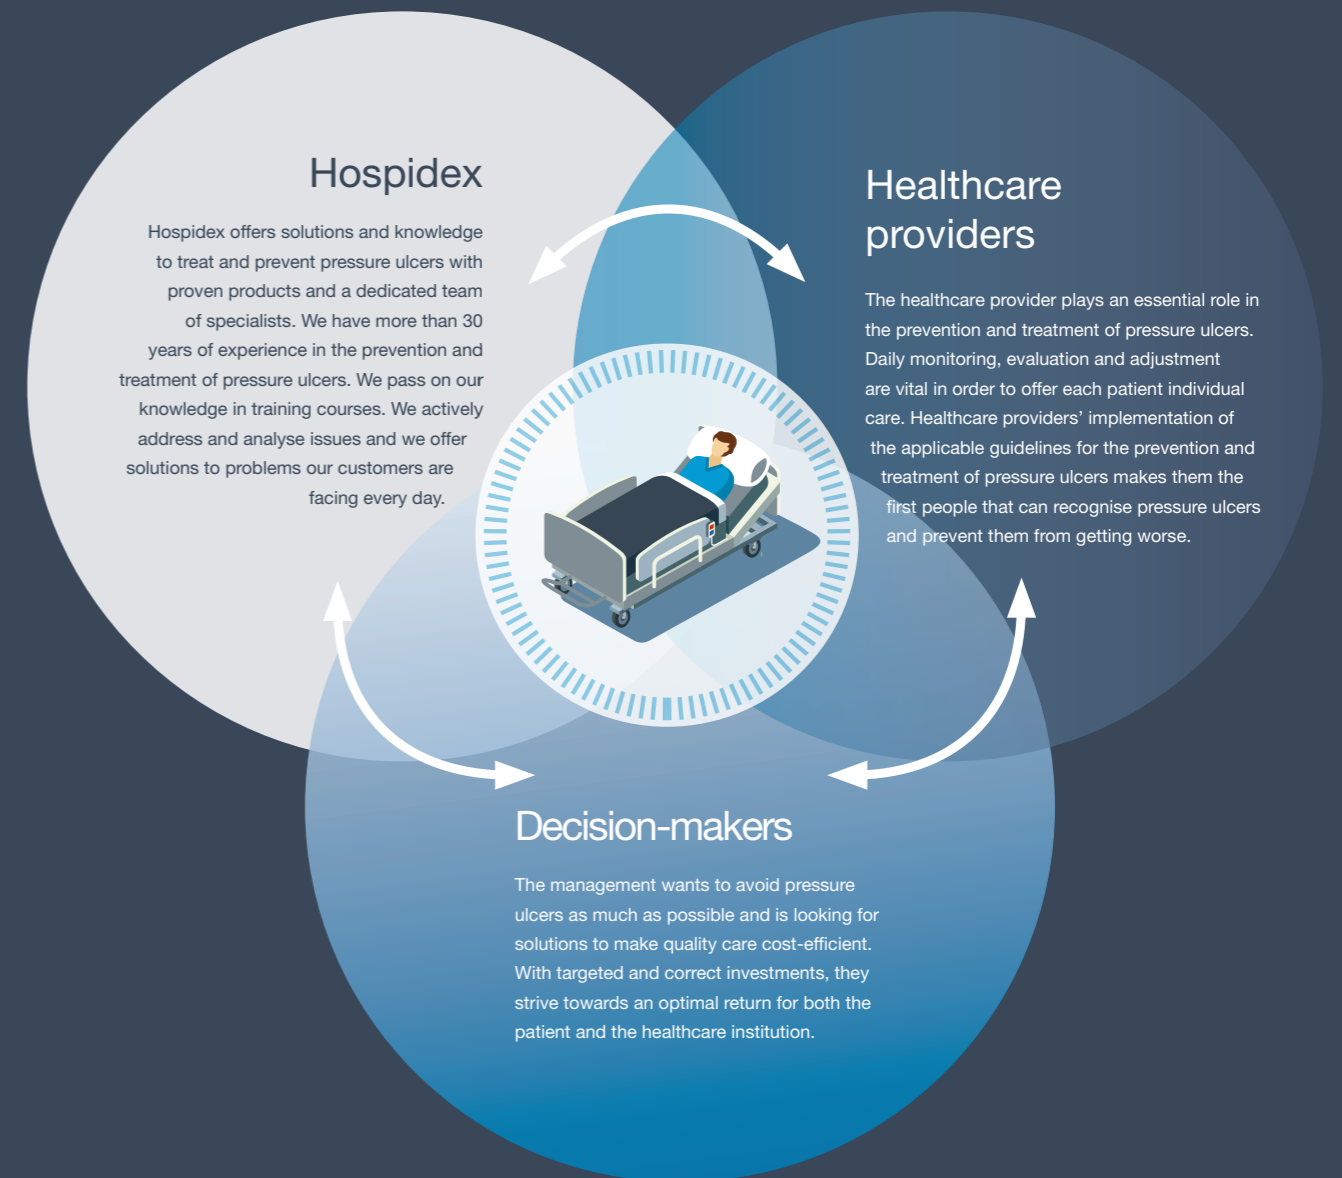 Hospidex
Hospidex offers solutions and knowledge
to treat and prevent pressure ulcers with
proven products and a dedicated team
of specialists. We have more than 30
years of experience in the prevention and
treatment of pressure ulcers. We pass on our
knowledge in training courses. We actively
address and analyse issues and we offer
solutions to problems our customers are
facing every day.
Healthcare
providers
The healthcare provider plays an essential role in
the prevention and treatment of pressure ulcers.
Daily monitoring, evaluation and adjustment
are vital in order to offer each patient individual
care. Healthcare providers’ implementation of
the applicable guidelines for the prevention and
treatment of pressure ulcers makes them the
first people that can recognise pressure ulcers
and prevent them from getting worse.
Decision-makers
The management wants to avoid pressure
ulcers as much as possible and is looking for
solutions to make quality care cost-efficient.
With targeted and correct investments, they
strive towards an optimal return for both the
patient and the healthcare institution.